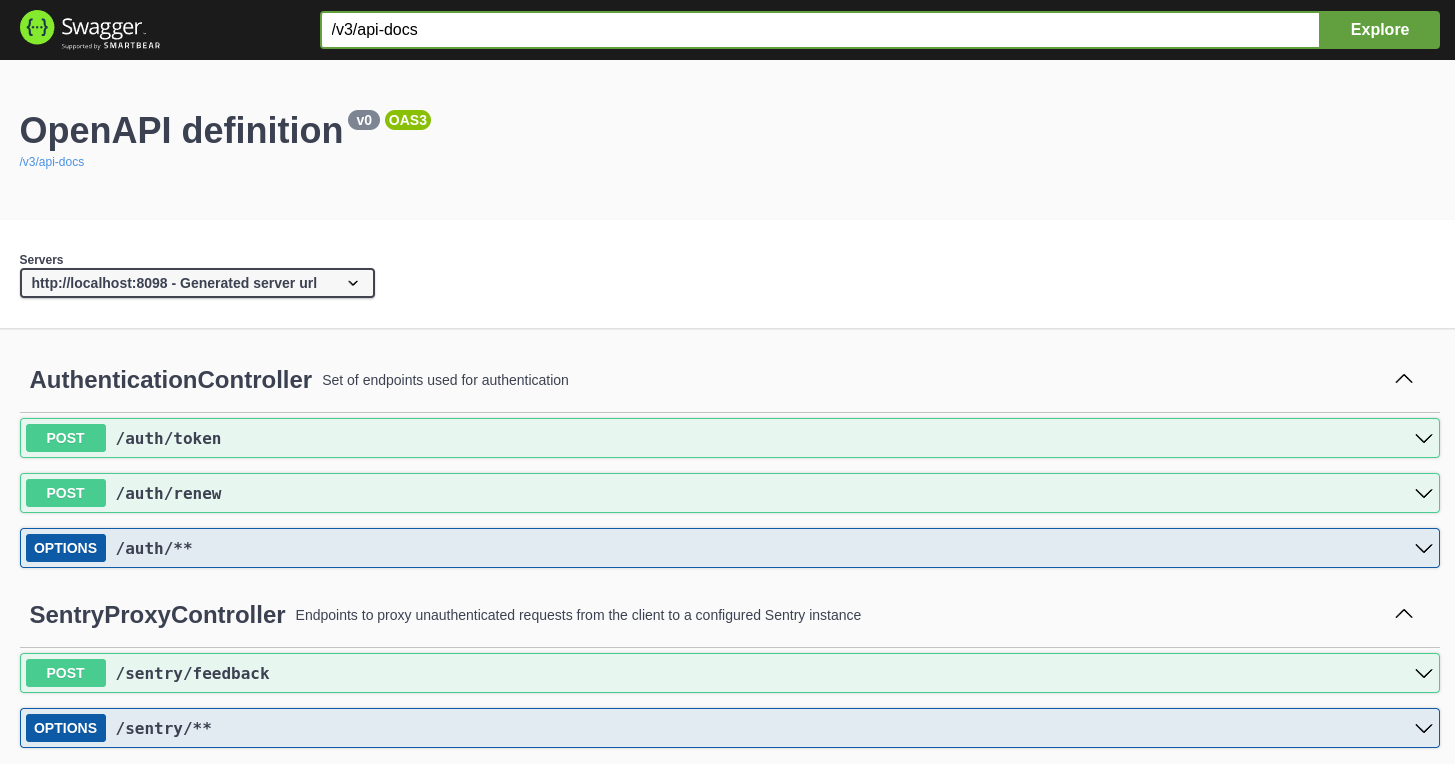 Swagger™
Supported by SMARTBEAR
/v3/api-docs
Explore
OpenAPI definition v0 OAS3
/v3/api-docs
Servers
http://localhost:8098 - Generated server url
AuthenticationController Set of endpoints used for authentication
POST /auth/token
POST /auth/renew
OPTIONS /auth/**
SentryProxyController Endpoints to proxy unauthenticated requests from the client to a configured Sentry instance
POST /sentry/feedback
OPTIONS /sentry/**